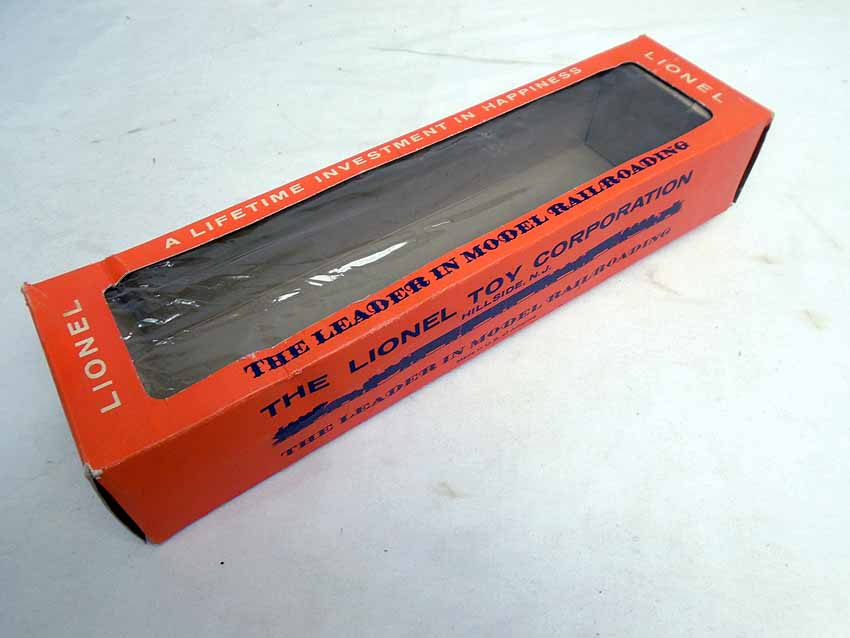 LIONEL
A LIFETIME INVESTMENT IN HAPPINESS
LIONEL
THE LEADER IN MODEL RAILROADING
THE LIONEL TOY CORPORATION
HILLSIDE, N.J.
THE LEADER IN MODEL RAILROADING